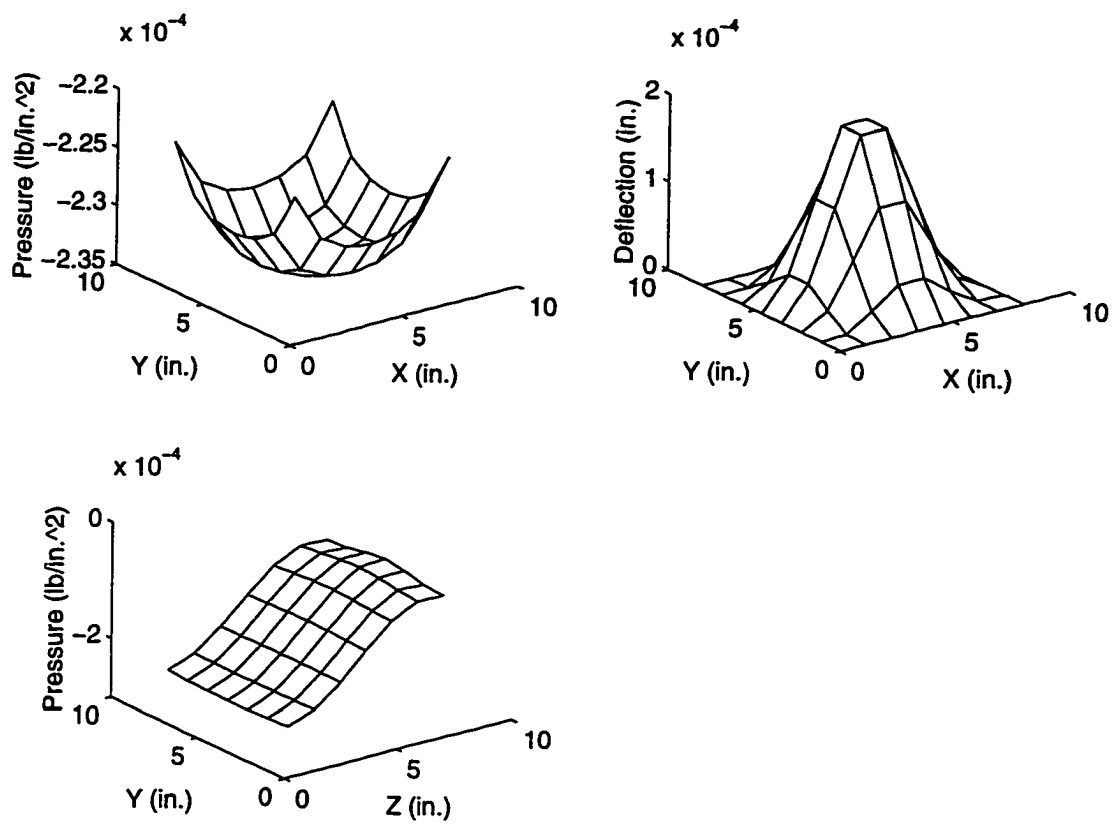 x 10^-4
Pressure (lb/in.^2)
-2.2
-2.25
-2.3
-2.35
10
5
0
Y (in.)
0
5
10
X (in.)
x 10^-4
Deflection (in.)
2
1
0
10
5
0
Y (in.)
0
5
10
X (in.)
x 10^-4
Pressure (lb/in.^2)
0
-2
10
5
0
Y (in.)
0
5
10
Z (in.)